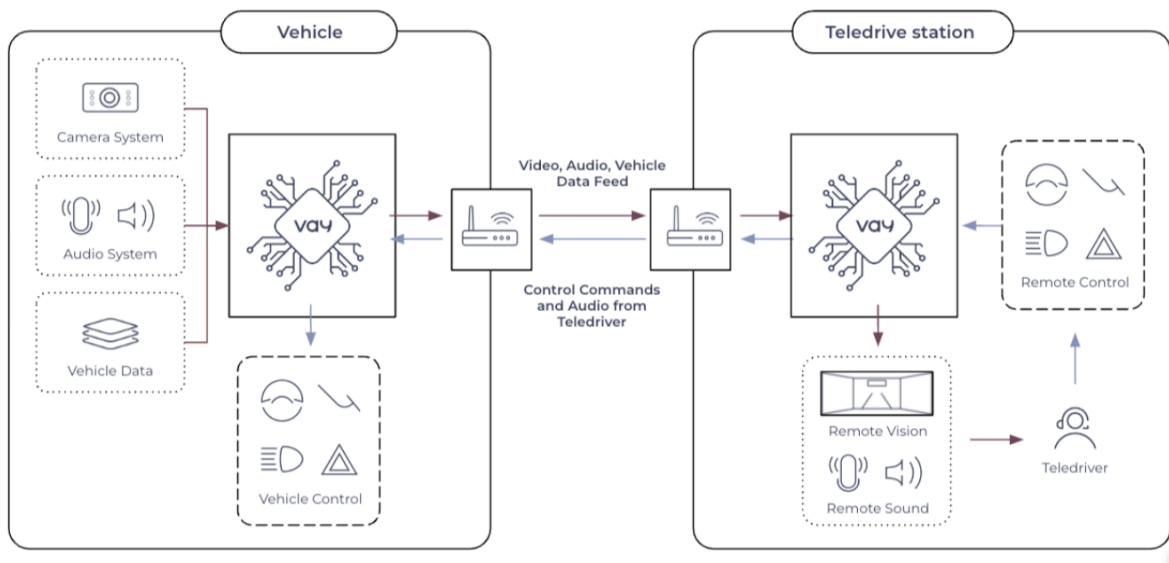 Vehicle
Teledrive station
Camera System
Audio System
Vehicle Data
vay
Vehicle Control
Video, Audio, Vehicle
Data Feed
Control Commands
and Audio from
Teledriver
vay
Remote Control
Remote Vision
Remote Sound
Teledriver